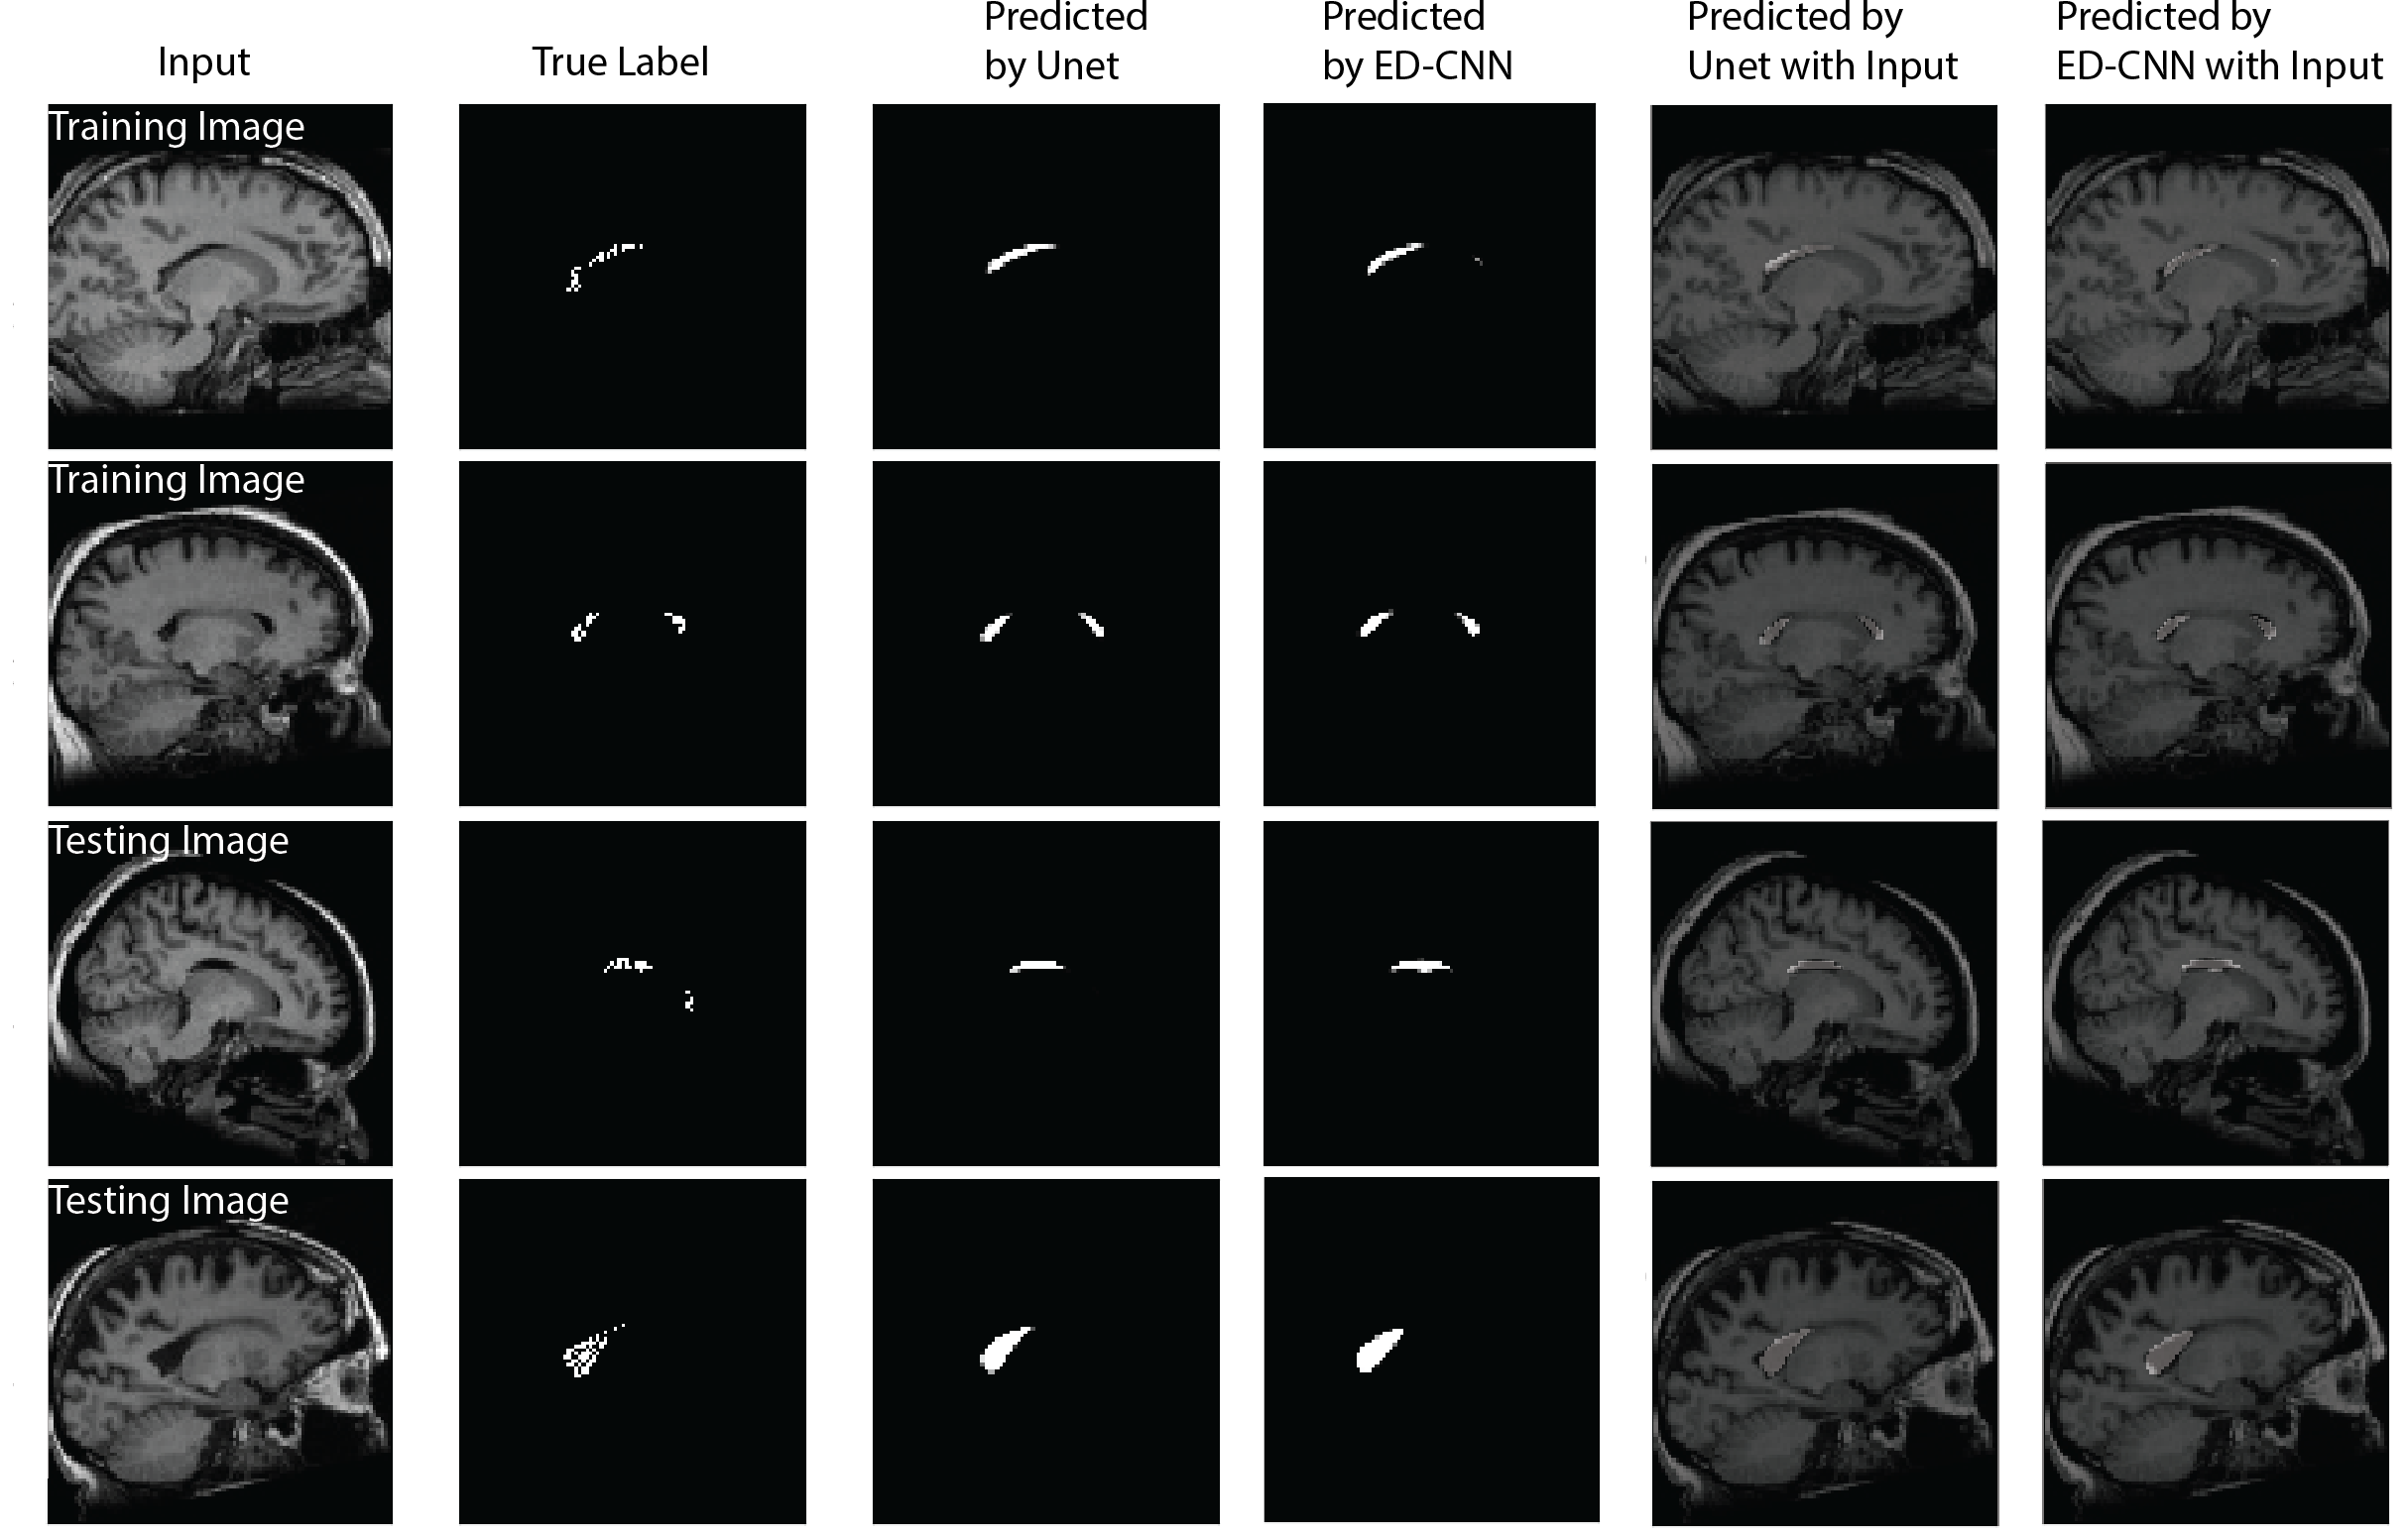 Input
True Label
Predicted
by Unet
Predicted
by ED-CNN
Predicted by
Unet with Input
Predicted by
ED-CNN with Input
Training Image
Training Image
Testing Image
Testing Image